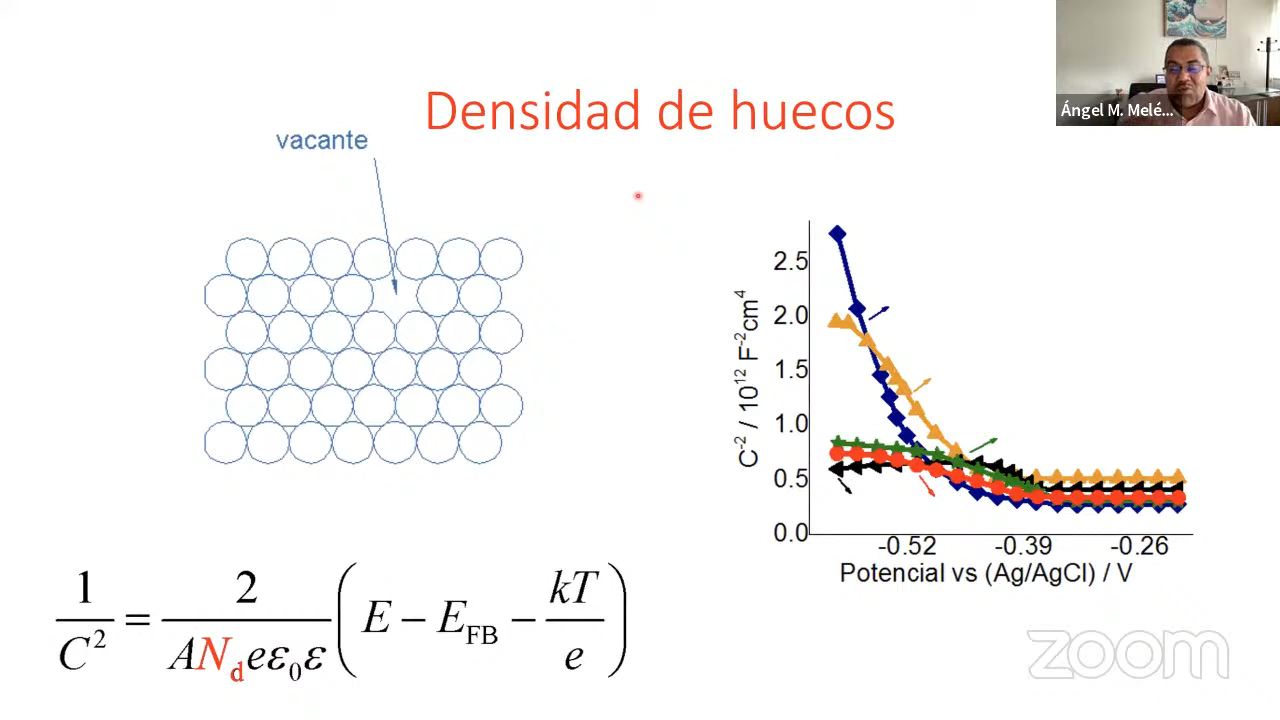 Densidad de huecos
Ángel M. Melé...
vacante
C⁻² / 10¹² F⁻²cm⁴
2.5
2.0
1.5
1.0
0.5
0.0
-0.52 -0.39 -0.26
Potencial vs (Ag/AgCl) / V
1/C² = 2/(AN_d eε₀ε) (E − E_FB − kT/e)
zoom